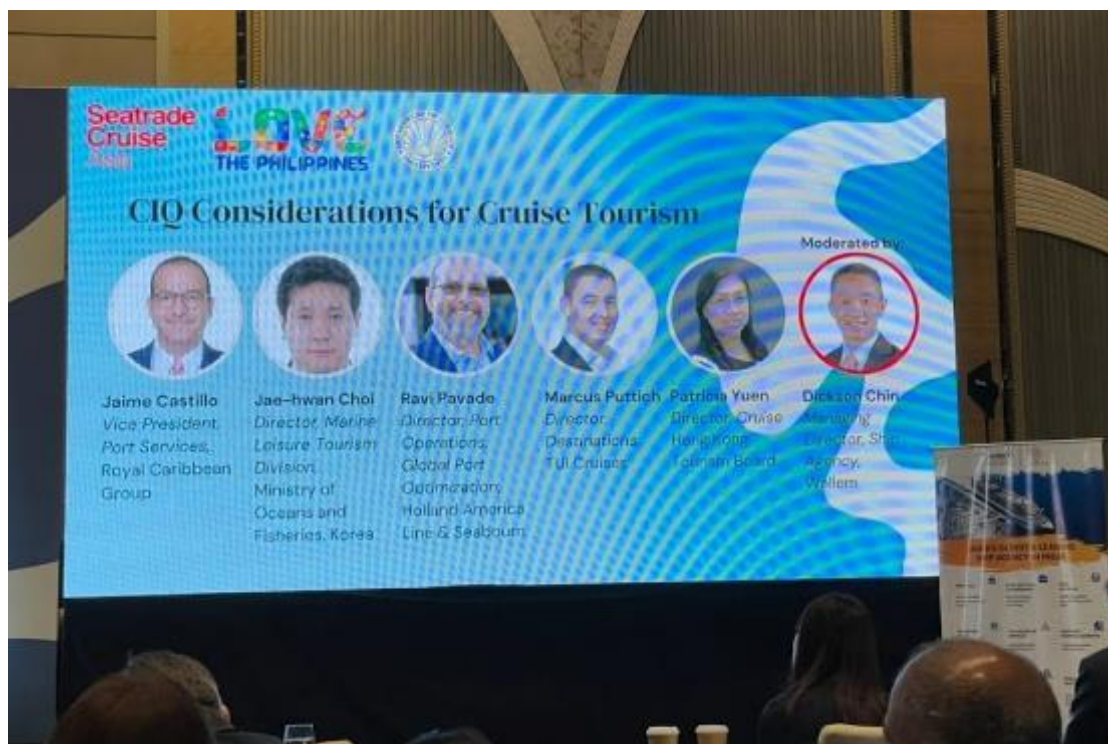 Seatrade
Cruise
Asia
LOVE
THE PHILIPPINES
CIQ Considerations for Cruise Tourism
Moderated by:
Jaime Castillo
Vice President,
Port Services,
Royal Caribbean
Group
Jae-hwan Choi
Director, Marine
Leisure Tourism
Division
Ministry of
Oceans and
Fisheries, Korea
Ravi Pavade
Director, Port
Operations,
Global Port
Optimization,
Holland America
Line & Seabourn
Marcus Puttich
Director,
Destinations,
TUI Cruises
Patricia Yuen
Director, Cruise
Hong Kong
Tourism Board
Dickson Chin
Managing
Director, Ship
Agency,
Wallem